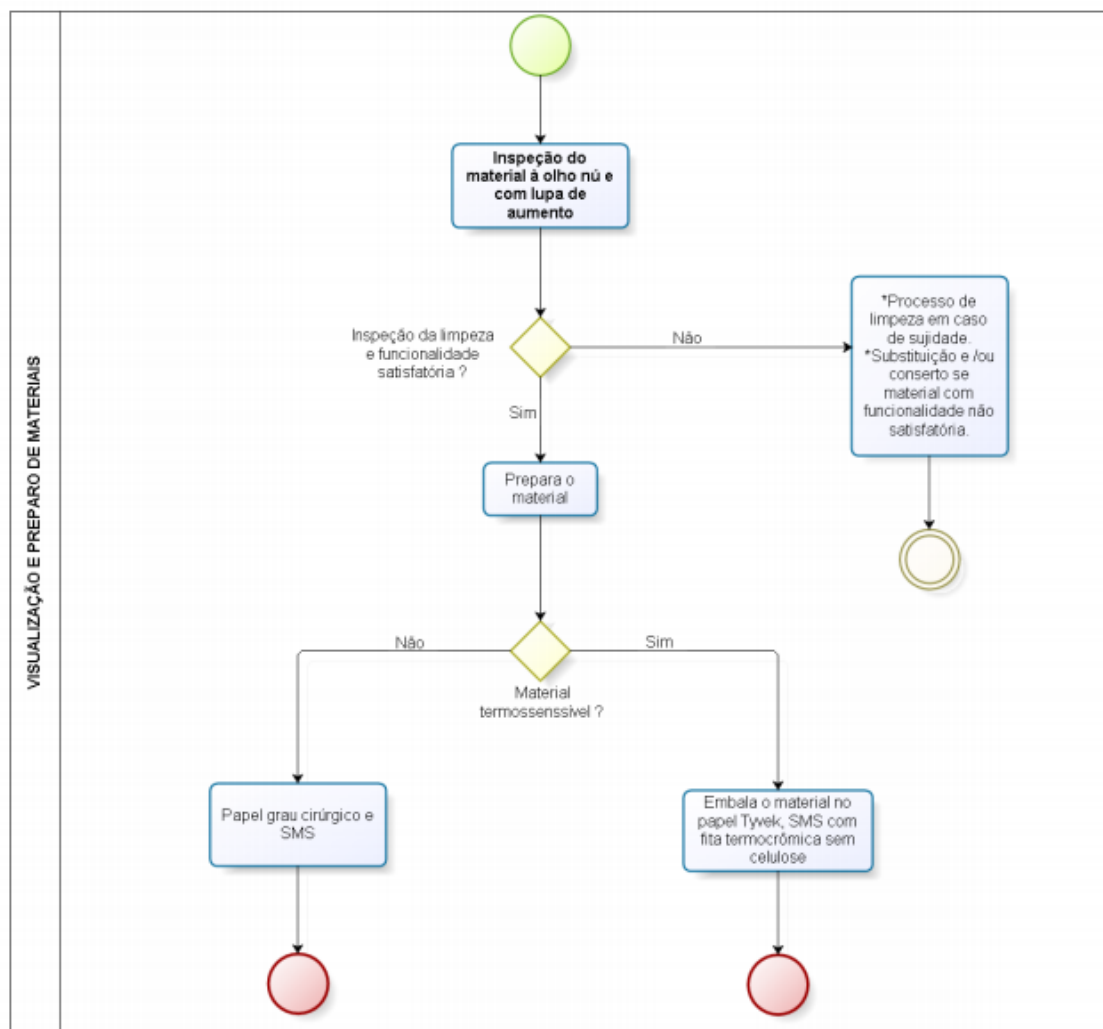 VISUALIZAÇÃO E PREPARO DE MATERIAIS
Inspeção do
material à olho nú e
com lupa de
aumento
Inspeção da limpeza
e funcionalidade
satisfatória ?
Não
*Processo de
limpeza em caso
de sujidade.
*Substituição e /ou
conserto se
material com
funcionalidade não
satisfatória.
Sim
Prepara o
material
Não
Sim
Material
termossenssível ?
Papel grau cirúrgico e
SMS
Embala o material no
papel Tyvek, SMS com
fita termocrômica sem
celulose